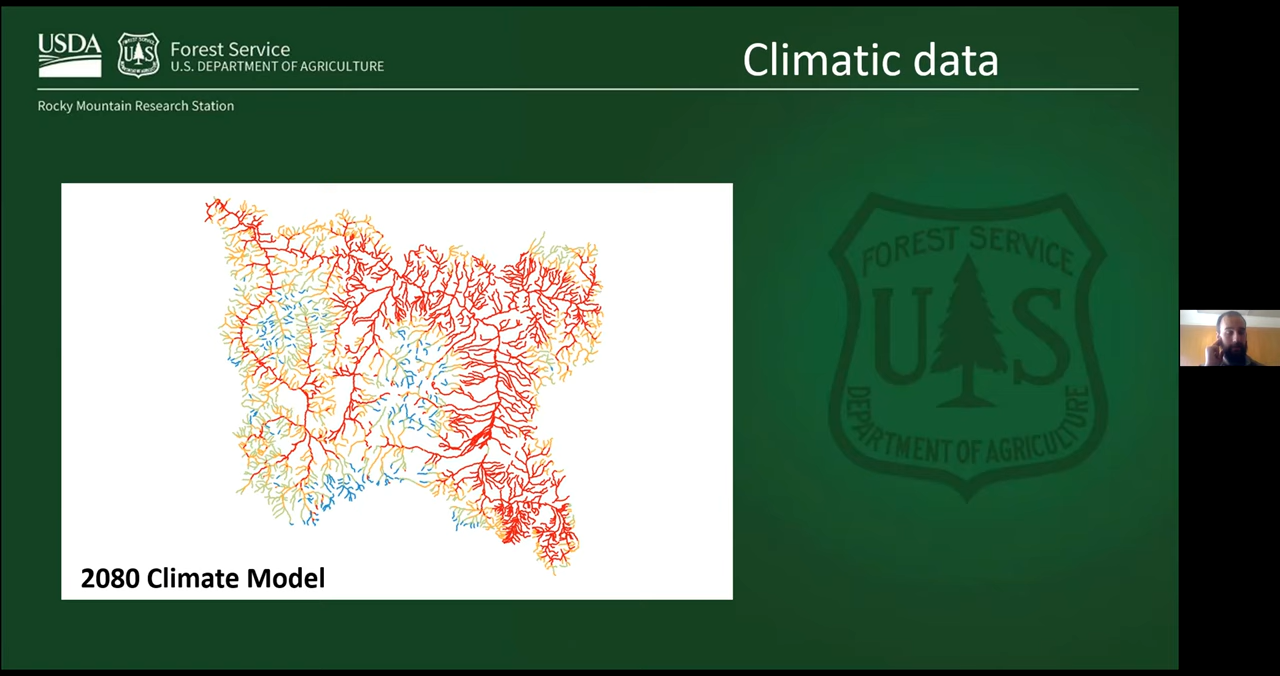 USDA
UAS
Forest Service
U.S. DEPARTMENT OF AGRICULTURE
Climatic data
Rocky Mountain Research Station
FOREST SERVICE
U S
DEPARTMENT OF AGRICULTURE
2080 Climate Model